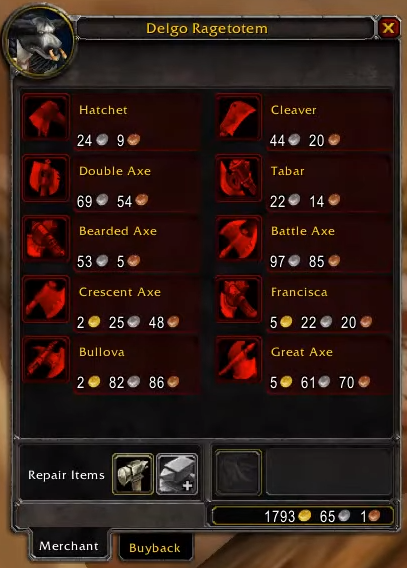 Delgo Ragetotem
Hatchet
24 9
Cleaver
44 20
Double Axe
69 54
Tabar
22 14
Bearded Axe
53 5
Battle Axe
97 85
Crescent Axe
2 25 48
Francisca
5 22 20
Bullova
2 82 86
Great Axe
5 61 70
Repair Items
1793 65 1
Merchant
Buyback